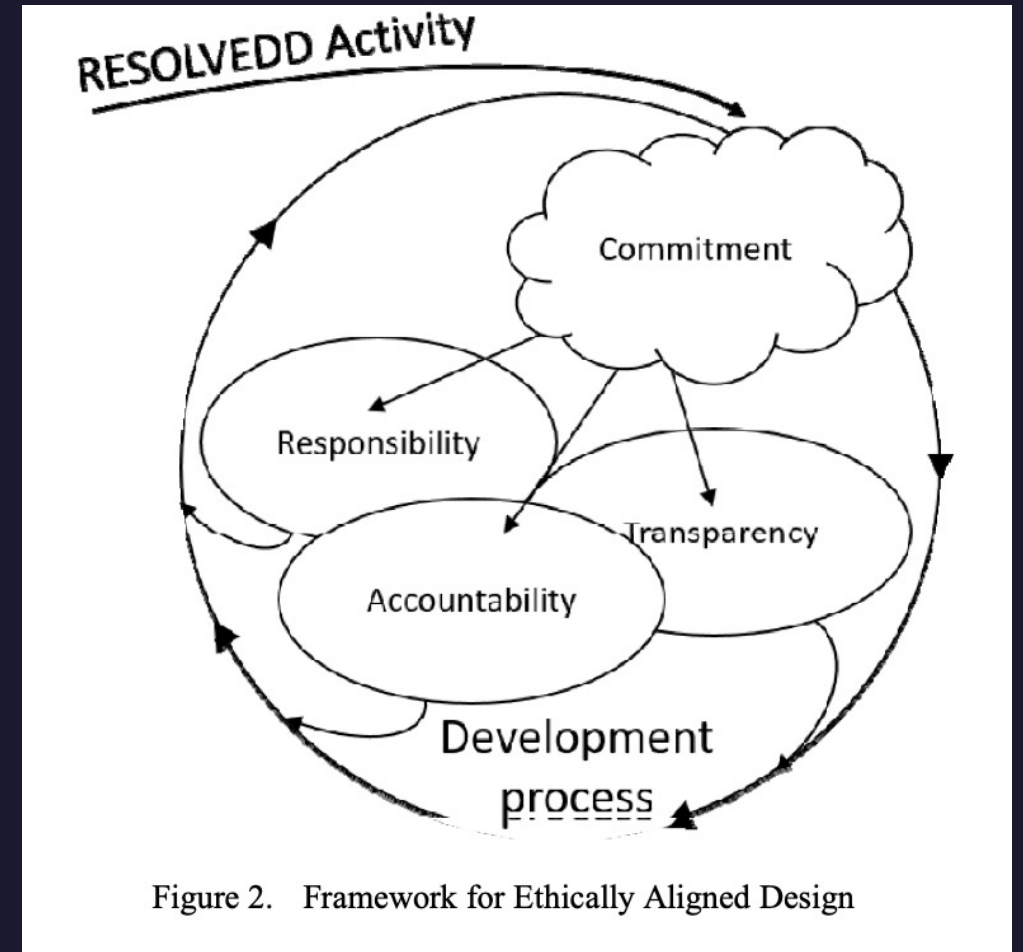 RESOLVEDD Activity
Commitment
Responsibility
Transparency
Accountability
Development
process
Figure 2. Framework for Ethically Aligned Design